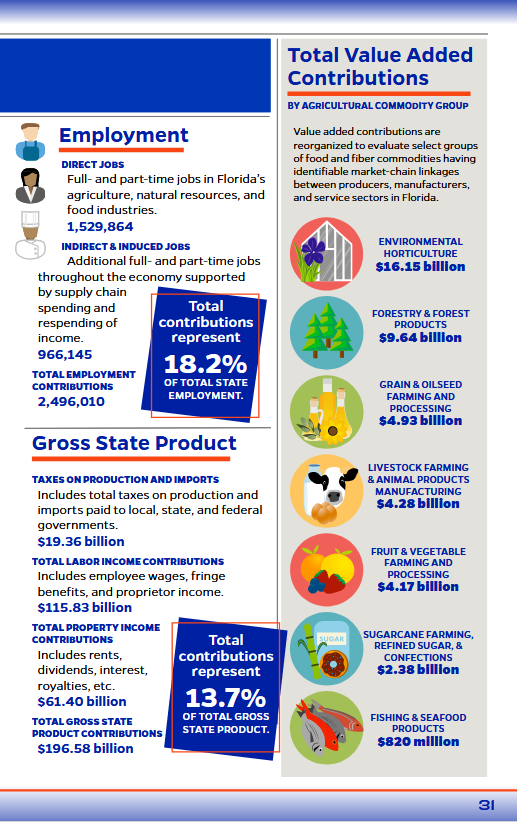 Employment
DIRECT JOBS
Full- and part-time jobs in Florida's
agriculture, natural resources, and
food industries.
1,529,864
INDIRECT & INDUCED JOBS
Additional full- and part-time jobs
throughout the economy supported
by supply chain
spending and
respending of
income.
966,145
TOTAL EMPLOYMENT
CONTRIBUTIONS
2,496,010
Total
contributions
represent
18.2%
OF TOTAL STATE
EMPLOYMENT.
Gross State Product
TAXES ON PRODUCTION AND IMPORTS
Includes total taxes on production and
imports paid to local, state, and federal
governments.
$19.36 billion
TOTAL LABOR INCOME CONTRIBUTIONS
Includes employee wages, fringe
benefits, and proprietor income.
$115.83 billion
TOTAL PROPERTY INCOME
CONTRIBUTIONS
Includes rents,
dividends, interest,
royalties, etc.
$61.40 billion
TOTAL GROSS STATE
PRODUCT CONTRIBUTIONS
$196.58 billion
Total
contributions
represent
13.7%
OF TOTAL GROSS
STATE PRODUCT.
Total Value Added
Contributions
BY AGRICULTURAL COMMODITY GROUP
Value added contributions are
reorganized to evaluate select groups
of food and fiber commodities having
identifiable market-chain linkages
between producers, manufacturers,
and service sectors in Florida.
ENVIRONMENTAL
HORTICULTURE
$16.15 billion
FORESTRY & FOREST
PRODUCTS
$9.64 billion
GRAIN & OILSEED
FARMING AND
PROCESSING
$4.93 billion
LIVESTOCK FARMING
& ANIMAL PRODUCTS
MANUFACTURING
$4.28 billion
FRUIT & VEGETABLE
FARMING AND
PROCESSING
$4.17 billion
SUGAR
SUGARCANE FARMING,
REFINED SUGAR, &
CONFECTIONS
$2.38 billion
FISHING & SEAFOOD
PRODUCTS
$820 million
31